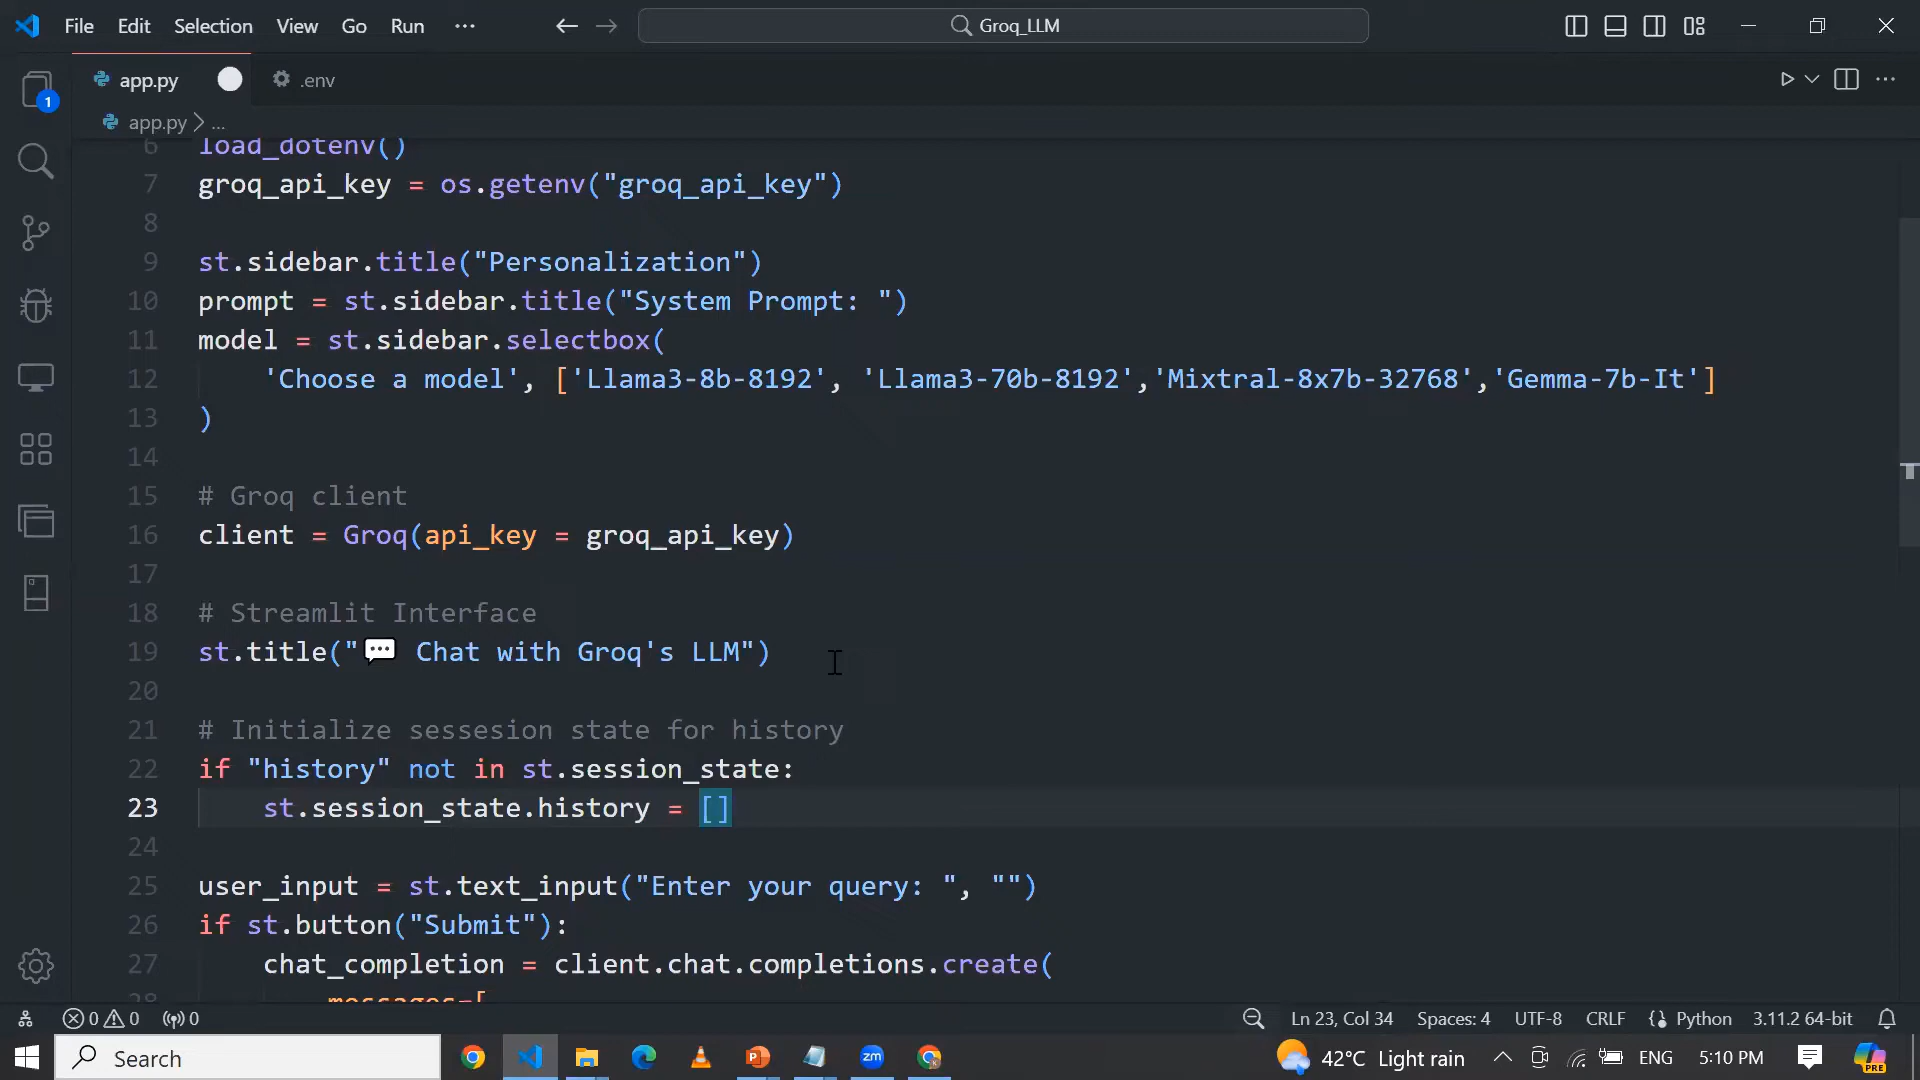 File Edit Selection View Go Run ··· Groq_LLM
app.py .env
1
app.py > ...
6 load_dotenv()
7 groq_api_key = os.getenv("groq_api_key")
8
9 st.sidebar.title("Personalization")
10 prompt = st.sidebar.title("System Prompt: ")
11 model = st.sidebar.selectbox(
12 'Choose a model', ['Llama3-8b-8192', 'Llama3-70b-8192','Mixtral-8x7b-32768','Gemma-7b-It']
13 )
14
15 # Groq client
16 client = Groq(api_key = groq_api_key)
17
18 # Streamlit Interface
19 st.title("💬 Chat with Groq's LLM")
20
21 # Initialize sessesion state for history
22 if "history" not in st.session_state:
23 st.session_state.history = []
24
25 user_input = st.text_input("Enter your query: ", "")
26 if st.button("Submit"):
27 chat_completion = client.chat.completions.create(
28 messages=[
0 0 0 Ln 23, Col 34 Spaces: 4 UTF-8 CRLF Python 3.11.2 64-bit
Search zm 42°C Light rain ENG 5:10 PM PRE